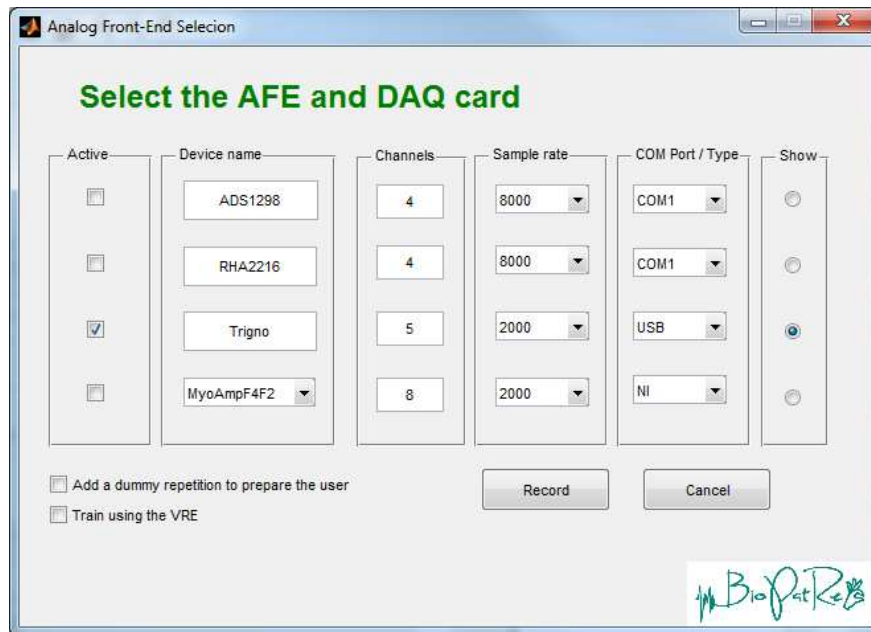 Analog Front-End Selecion
Select the AFE and DAQ card
Active Device name Channels Sample rate COM Port / Type Show
ADS1298 4 8000 COM1
RHA2216 4 8000 COM1
Trigno 5 2000 USB
MyoAmpF4F2 8 2000 NI
Add a dummy repetition to prepare the user
Train using the VRE
Record Cancel
BioPatRec